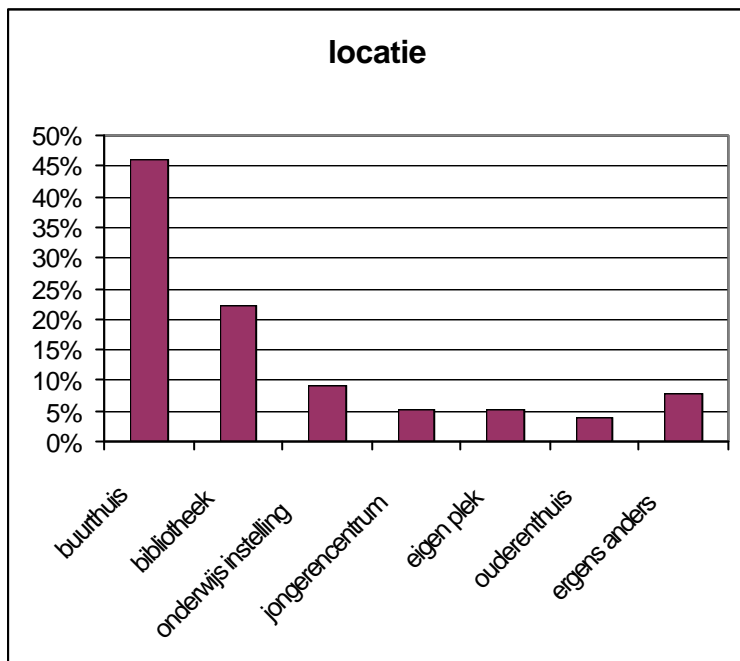 locatie
50%
45%
40%
35%
30%
25%
20%
15%
10%
5%
0%
buurthuis
bibliotheek
onderwijs instelling
jongerencentrum
eigen plek
ouderenthuis
ergens anders